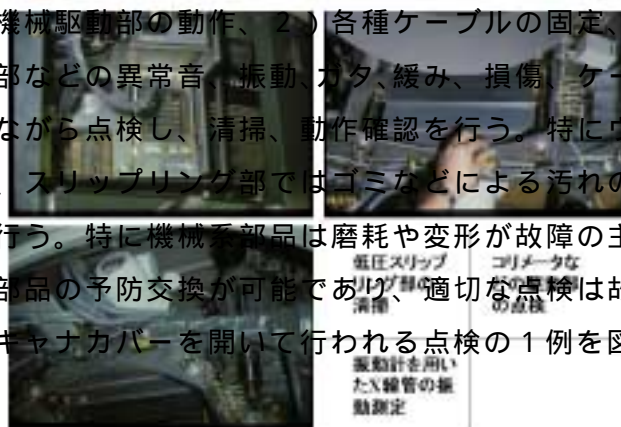 機械駆動部の動作、２）各種ケーブルの固定、
部などの異常音、振動、ガタ、緩み、損傷、ケー
ながら点検し、清掃、動作確認を行う。特にウ
、スリップリング部ではゴミなどによる汚れの
行う。特に機械系部品は磨耗や変形が故障の主
部品の予防交換が可能であり、適切な点検は故
キャナカバーを開いて行われる点検の１例を図
低圧スリップ
リング部の
清掃
コリメータな
の点検
振動計を用い
たX線管の振
動測定